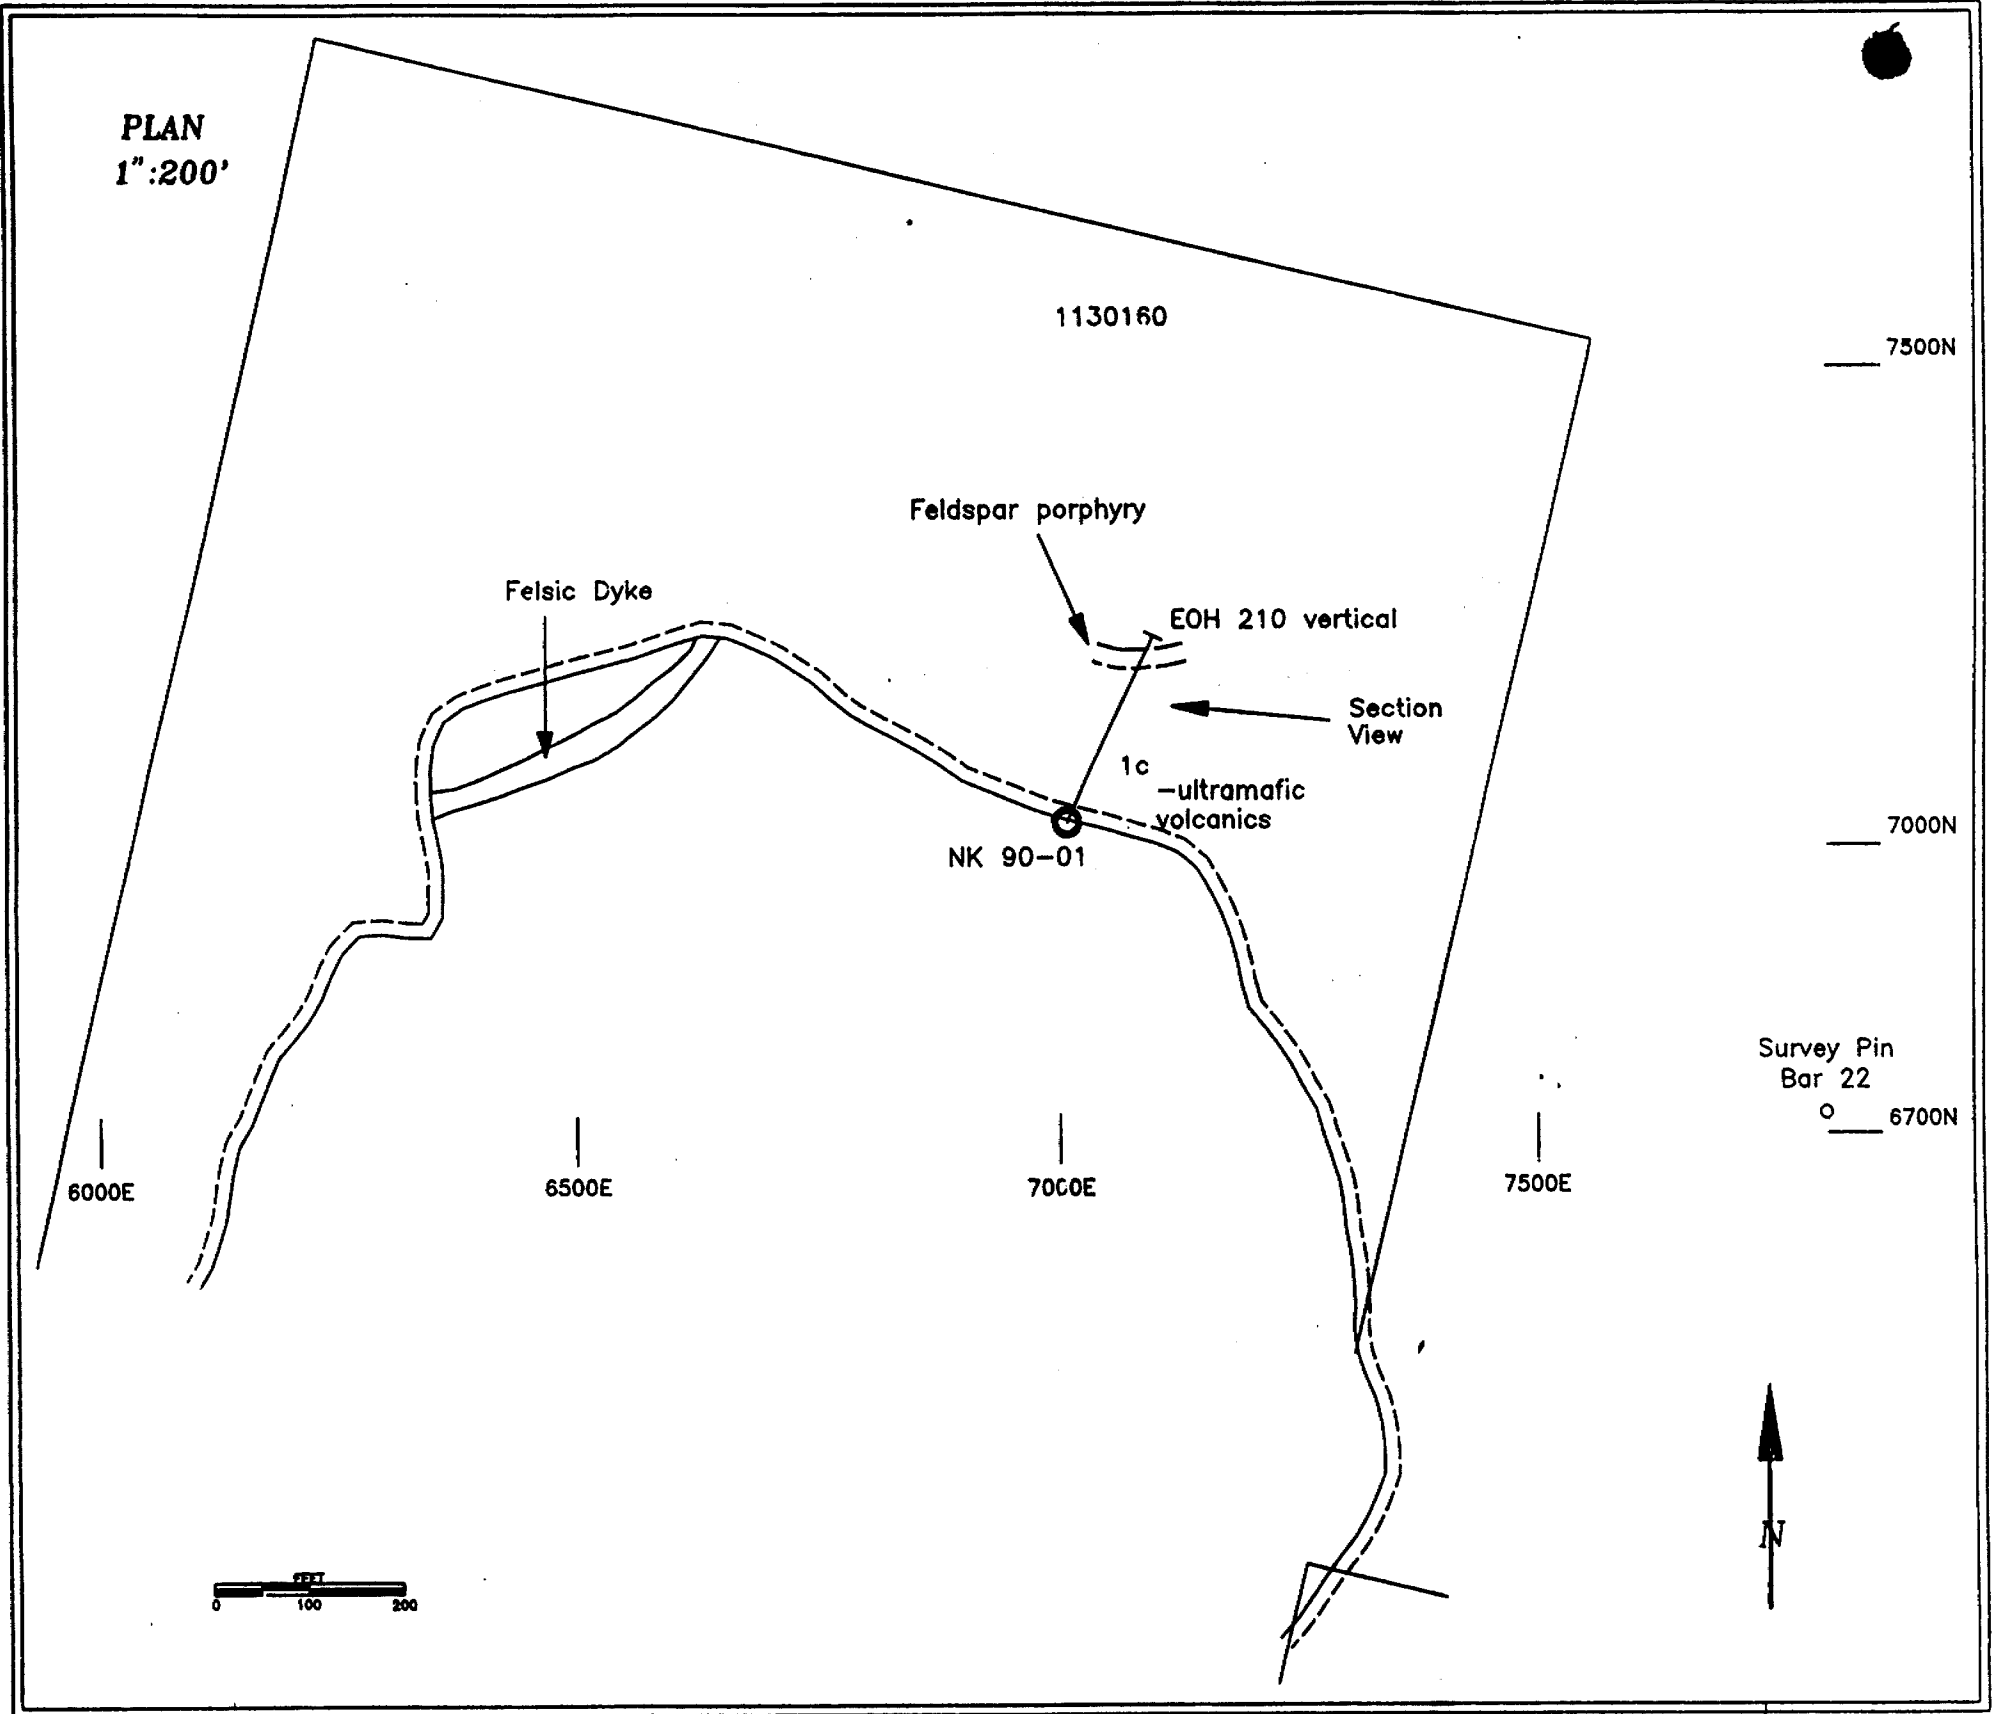 PLAN
1":200'
1130160
7500N
Feldspar porphyry
Felsic Dyke
EOH 210 vertical
Section
View
1c
-ultramafic
volcanics
7000N
NK 90-01
Survey Pin
Bar 22
6700N
6000E
6500E
7000E
7500E
N
FEET
0 100 200